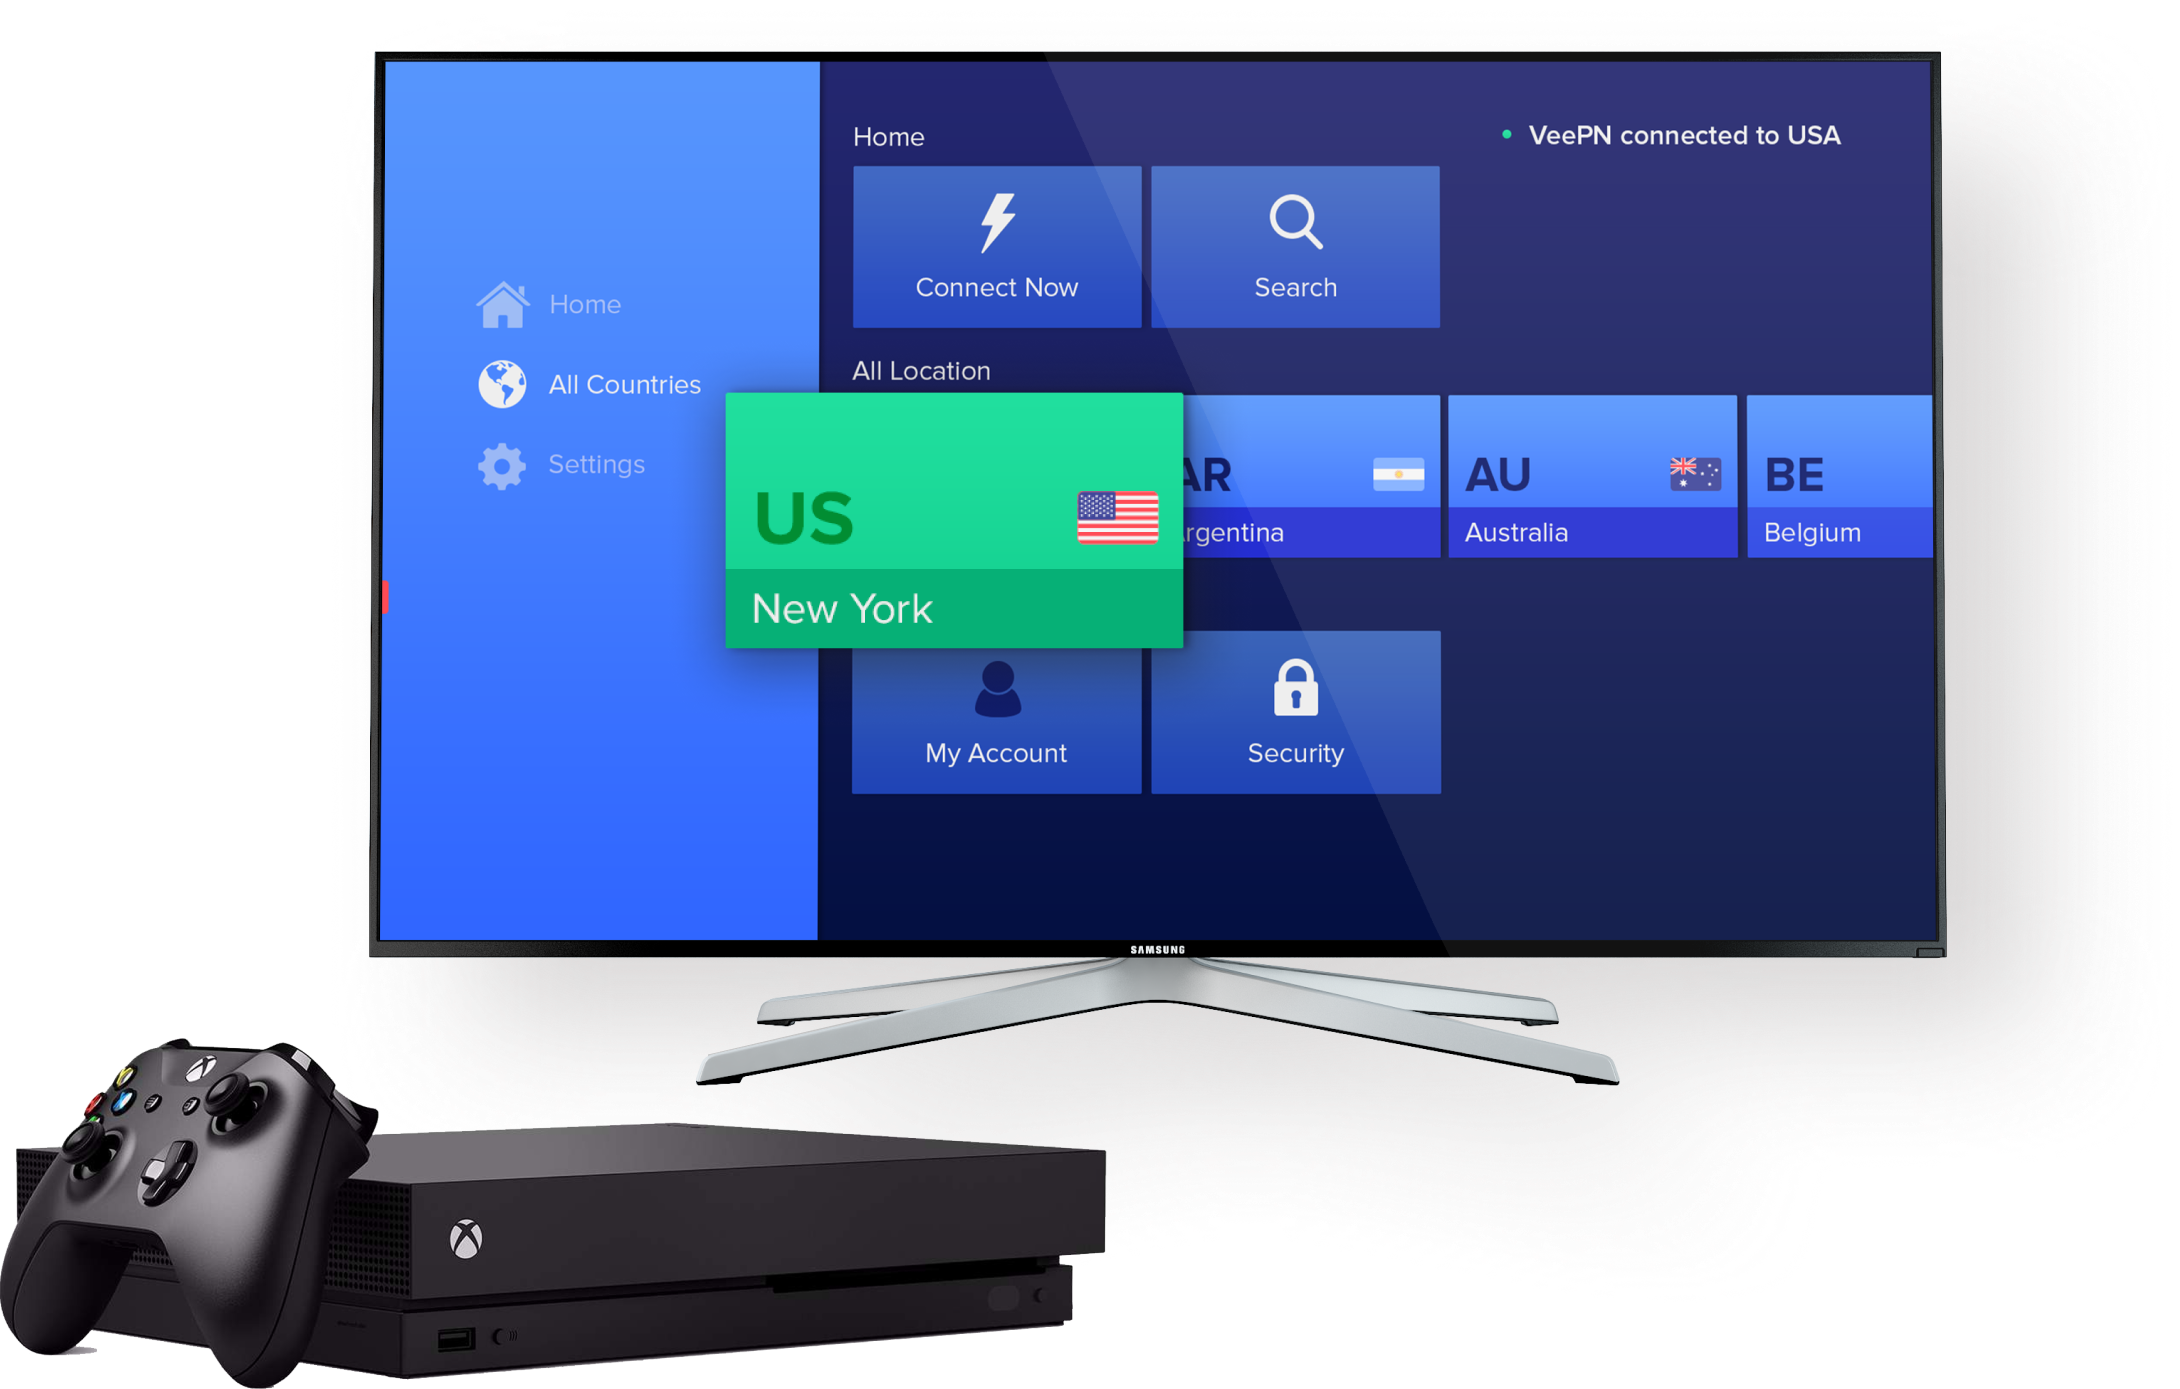 Home
VeePN connected to USA
Connect Now
Search
Home
All Countries
Settings
All Location
US
New York
AR
rgentina
AU
Australia
BE
Belgium
My Account
Security
SAMSUNG